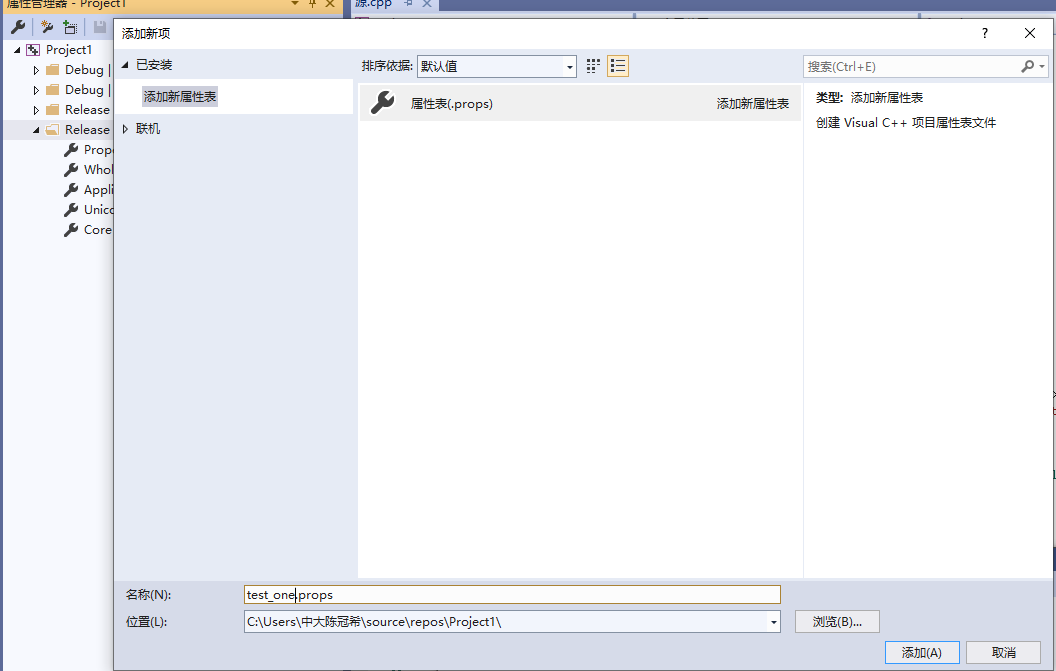 属性管理器 - Project1
源.cpp
添加新项
?
Project1
Debug |
Debug |
Release
Release
Prop
Whol
Appli
Unico
Core
已安装
添加新属性表
联机
排序依据: 默认值
搜索(Ctrl+E)
属性表(.props) 添加新属性表
类型: 添加新属性表
创建 Visual C++ 项目属性表文件
名称(N): test_one.props
位置(L): C:\Users\中大陈冠希\source\repos\Project1\
浏览(B)...
添加(A) 取消